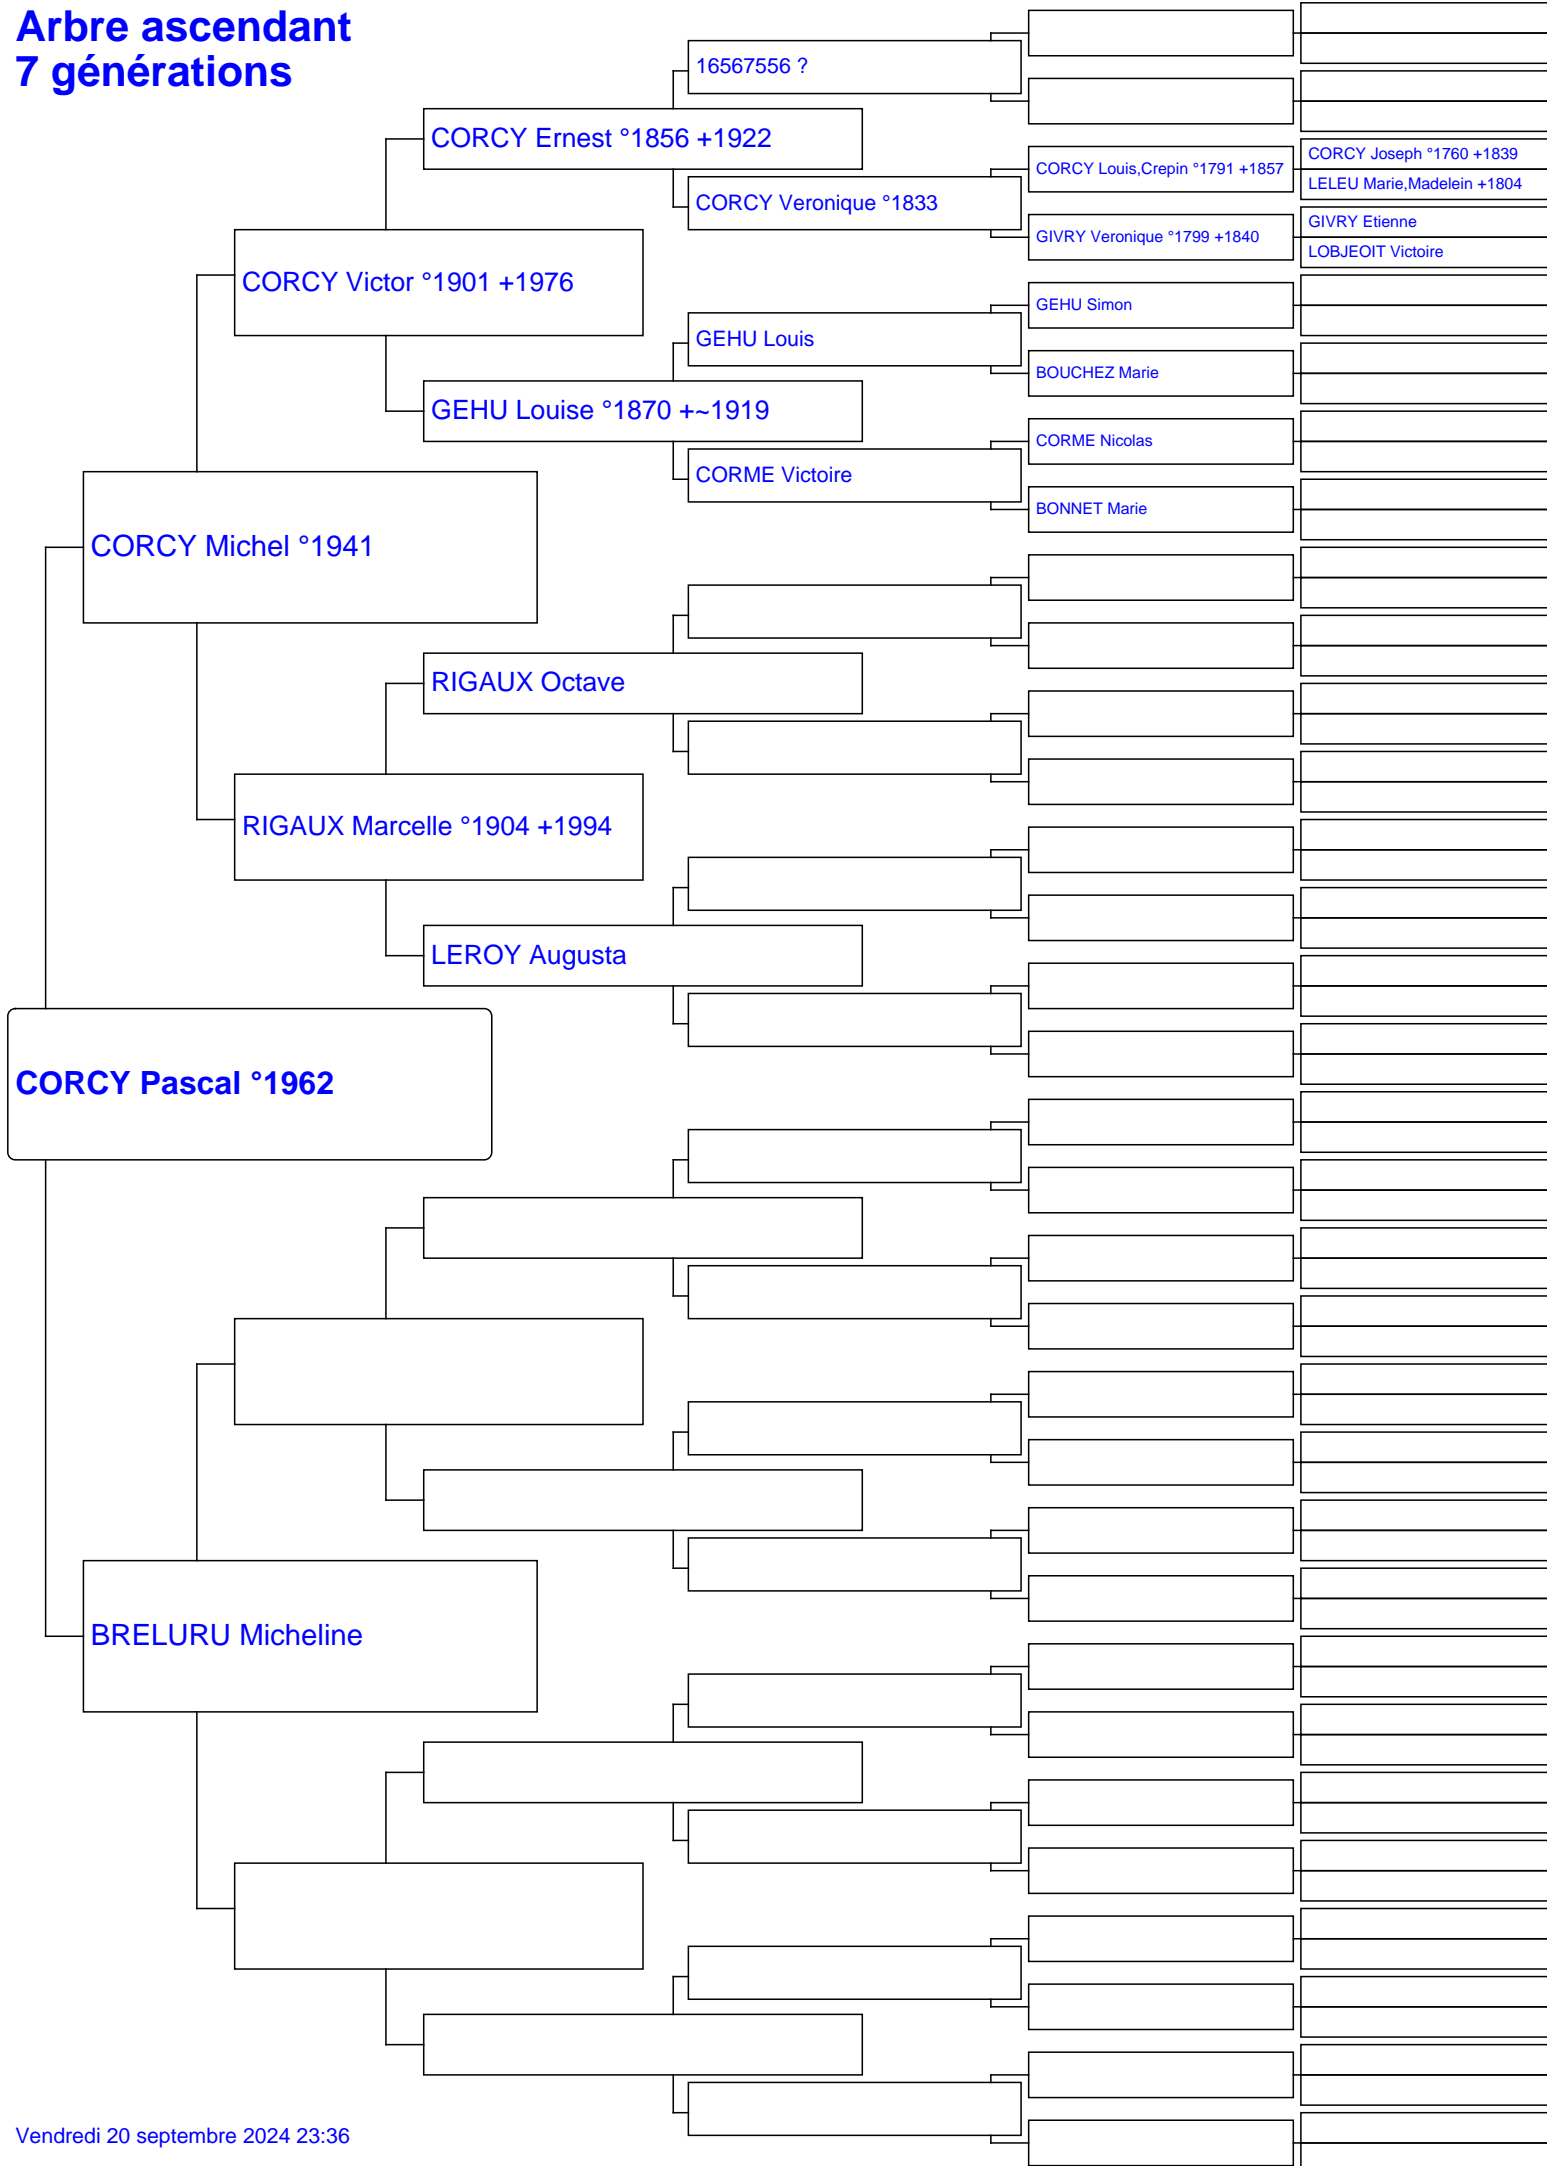 Arbre ascendant
7 générations
16567556 ?
CORCY Ernest °1856 +1922
CORCY Joseph °1760 +1839
CORCY Louis,Crepin °1791 +1857
LELEU Marie,Madelein +1804
CORCY Veronique °1833
GIVRY Etienne
GIVRY Veronique °1799 +1840
LOBJEOIT Victoire
CORCY Victor °1901 +1976
GEHU Simon
GEHU Louis
BOUCHEZ Marie
GEHU Louise °1870 +~1919
CORME Nicolas
CORME Victoire
BONNET Marie
CORCY Michel °1941
RIGAUX Octave
RIGAUX Marcelle °1904 +1994
LEROY Augusta
CORCY Pascal °1962
BRELURU Micheline
Vendredi 20 septembre 2024 23:36